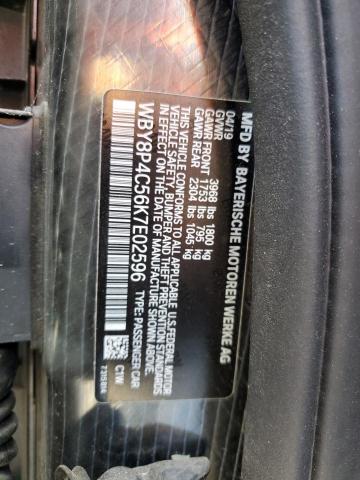 MFD BY BAYERISCHE MOTOREN WERKE AG
04/19
GVWR 3968 lbs 1800 kg
GAWR FRONT 1753 lbs 795 kg
GAWR REAR 2304 lbs 1045 kg
THIS VEHICLE CONFORMS TO ALL APPLICABLE U.S. FEDERAL MOTOR
VEHICLE SAFETY, BUMPER AND THEFT PREVENTION STANDARDS
IN EFFECT ON THE DATE OF MANUFACTURE SHOWN ABOVE.
WBY8P4C56K7E02596 TYPE: PASSENGER CAR
C1W